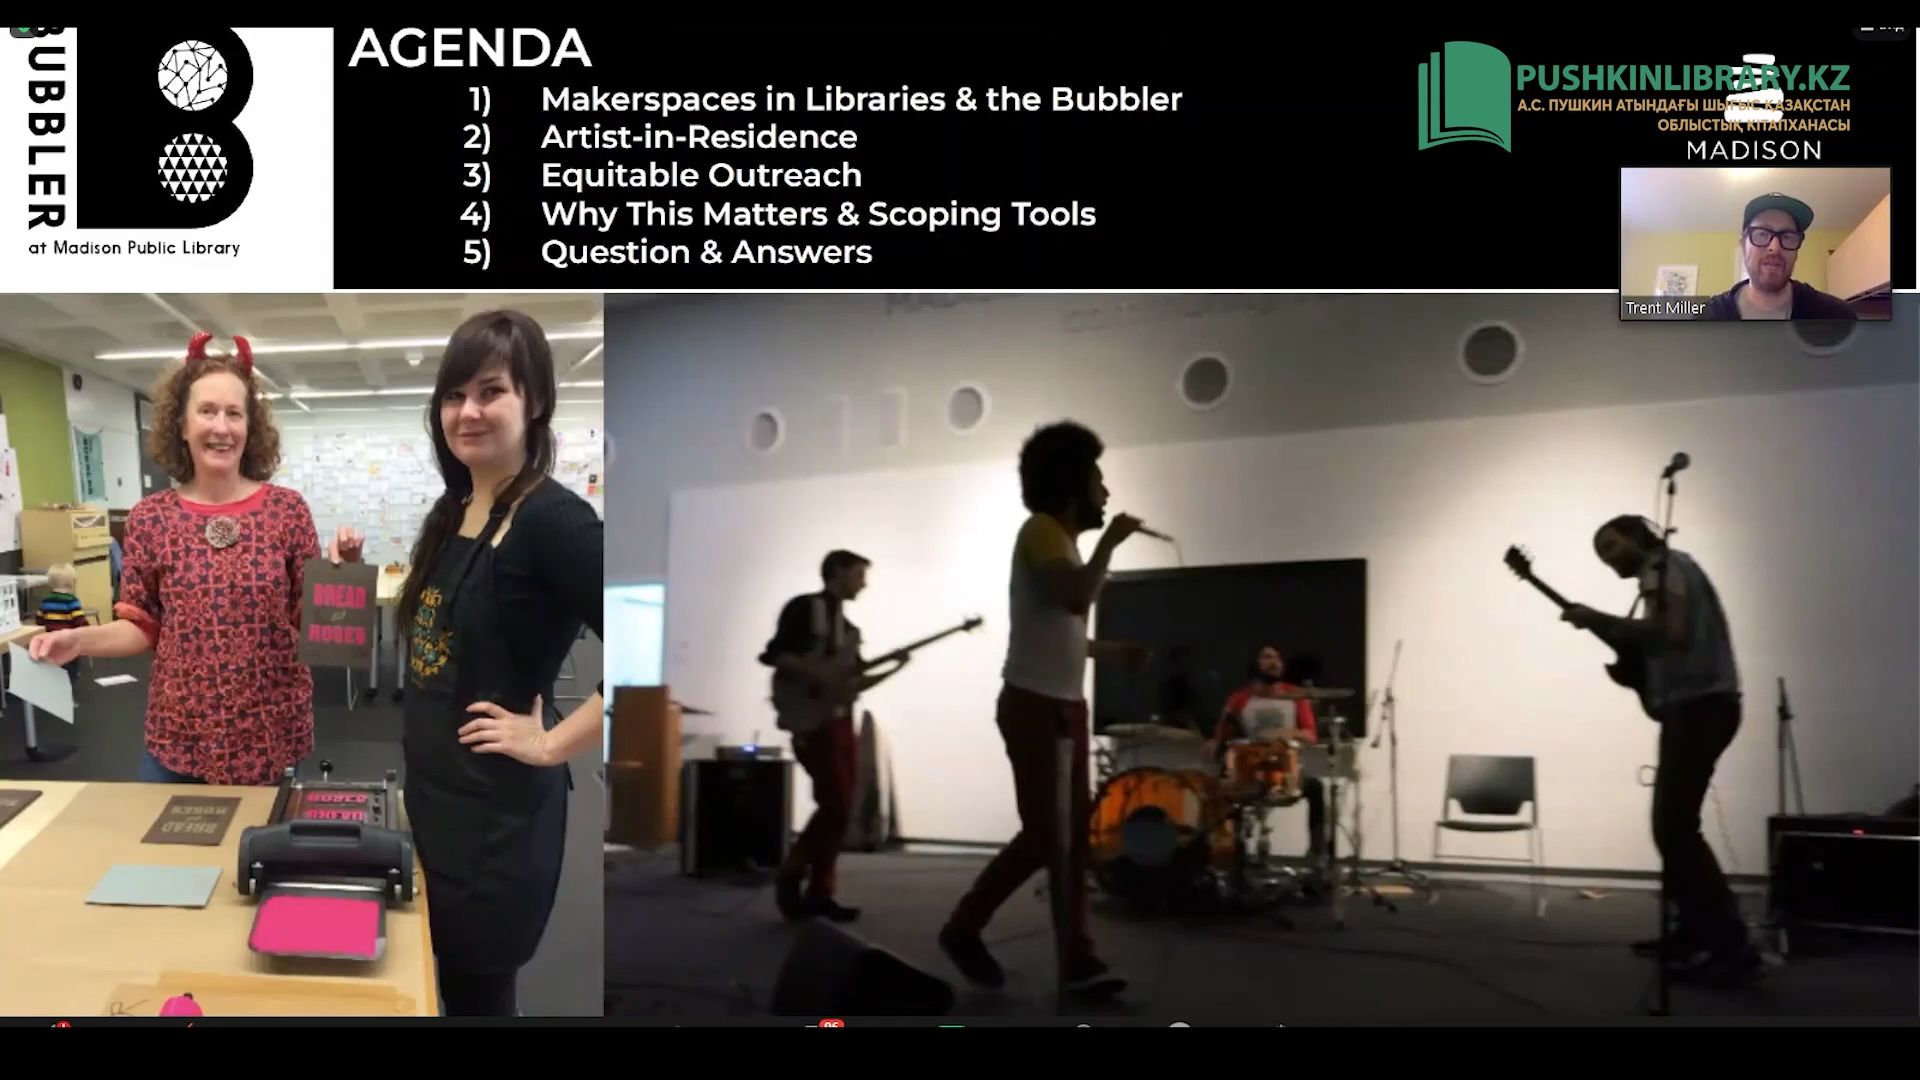 BUBBLER
at Madison Public Library
AGENDA
1) Makerspaces in Libraries & the Bubbler
2) Artist-in-Residence
3) Equitable Outreach
4) Why This Matters & Scoping Tools
5) Question & Answers
PUSHKINLIBRARY.KZ
А.С. ПУШКИН АТЫНДАҒЫ ШЫҒЫС ҚАЗАҚСТАН
ОБЛЫСТЫҚ КІТАПХАНАСЫ
MADISON
Trent Miller
BREAD
ROSES
BREAD
ROSES